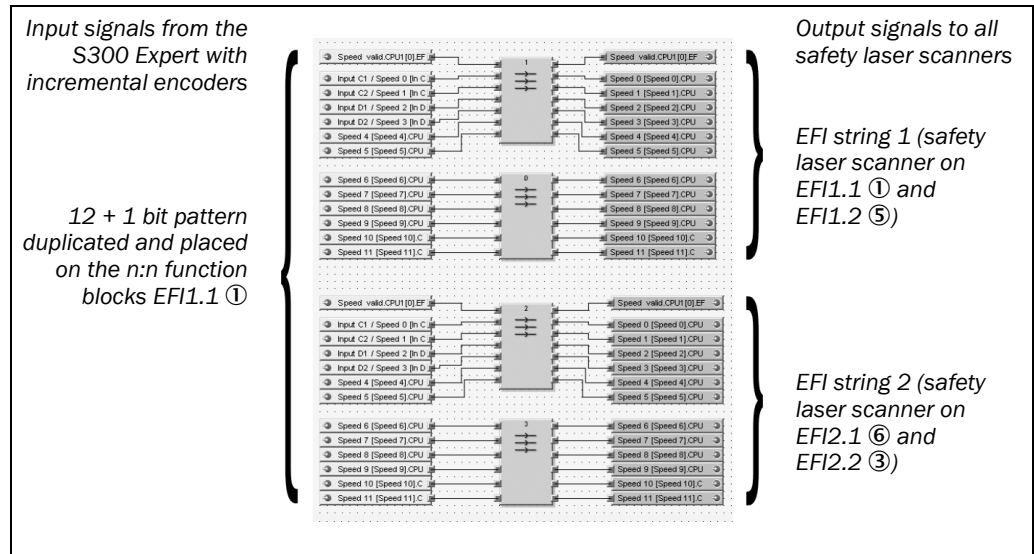 Input signals from the
S300 Expert with
incremental encoders
12 + 1 bit pattern
duplicated and placed
on the n:n function
blocks EFI1.1 ①
Speed valid.CPU1 [0].EF
Input C1 / Speed 0 [In C
Input C2 / Speed 1 [In C
Input D1 / Speed 2 [In D
Input D2 / Speed 3 [In D
Speed 4 [Speed 4].CPU
Speed 5 [Speed 5].CPU
1
Speed valid.CPU1 [0].EF
Speed 0 [Speed 0].CPU
Speed 1 [Speed 1].CPU
Speed 2 [Speed 2].CPU
Speed 3 [Speed 3].CPU
Speed 4 [Speed 4].CPU
Speed 5 [Speed 5].CPU
Speed 6 [Speed 6].CPU
Speed 7 [Speed 7].CPU
Speed 8 [Speed 8].CPU
Speed 9 [Speed 9].CPU
Speed 10 [Speed 10].C
Speed 11 [Speed 11].C
0
Speed 6 [Speed 6].CPU
Speed 7 [Speed 7].CPU
Speed 8 [Speed 8].CPU
Speed 9 [Speed 9].CPU
Speed 10 [Speed 10].C
Speed 11 [Speed 11].C
Speed valid.CPU1 [0].EF
Input C1 / Speed 0 [In C
Input C2 / Speed 1 [In C
Input D1 / Speed 2 [In D
Input D2 / Speed 3 [In D
Speed 4 [Speed 4].CPU
Speed 5 [Speed 5].CPU
2
Speed valid.CPU1 [0].EF
Speed 0 [Speed 0].CPU
Speed 1 [Speed 1].CPU
Speed 2 [Speed 2].CPU
Speed 3 [Speed 3].CPU
Speed 4 [Speed 4].CPU
Speed 5 [Speed 5].CPU
Speed 6 [Speed 6].CPU
Speed 7 [Speed 7].CPU
Speed 8 [Speed 8].CPU
Speed 9 [Speed 9].CPU
Speed 10 [Speed 10].C
Speed 11 [Speed 11].C
3
Speed 6 [Speed 6].CPU
Speed 7 [Speed 7].CPU
Speed 8 [Speed 8].CPU
Speed 9 [Speed 9].CPU
Speed 10 [Speed 10].C
Speed 11 [Speed 11].C
Output signals to all
safety laser scanners
EFI string 1 (safety
laser scanner on
EFI1.1 ① and
EFI1.2 ⑤)
EFI string 2 (safety
laser scanner on
EFI2.1 ⑥ and
EFI2.2 ③)